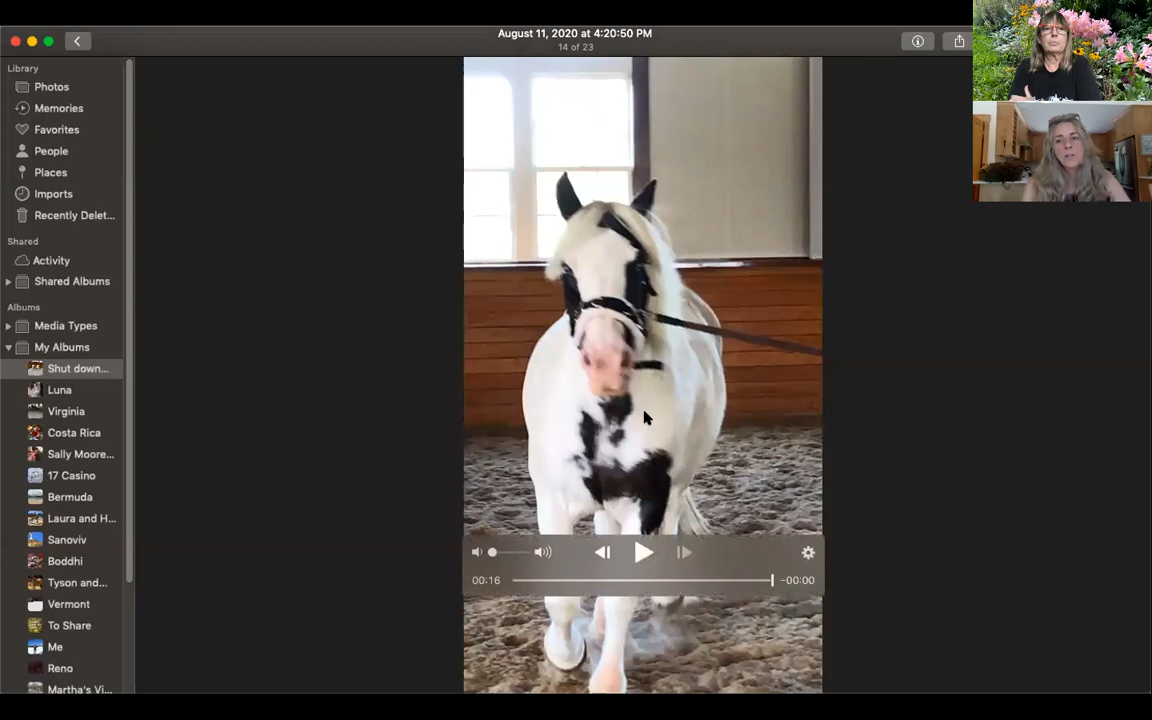 August 11, 2020 at 4:20:50 PM
14 of 23
Library
Photos
Memories
Favorites
People
Places
Imports
Recently Delet...
Shared
Activity
Shared Albums
Albums
Media Types
My Albums
Shut down...
Luna
Virginia
Costa Rica
Sally Moore...
17 Casino
Bermuda
Laura and H...
Sanoviv
Boddhi
Tyson and...
Vermont
To Share
Me
Reno
Martha's Vi...
00:16
-00:00